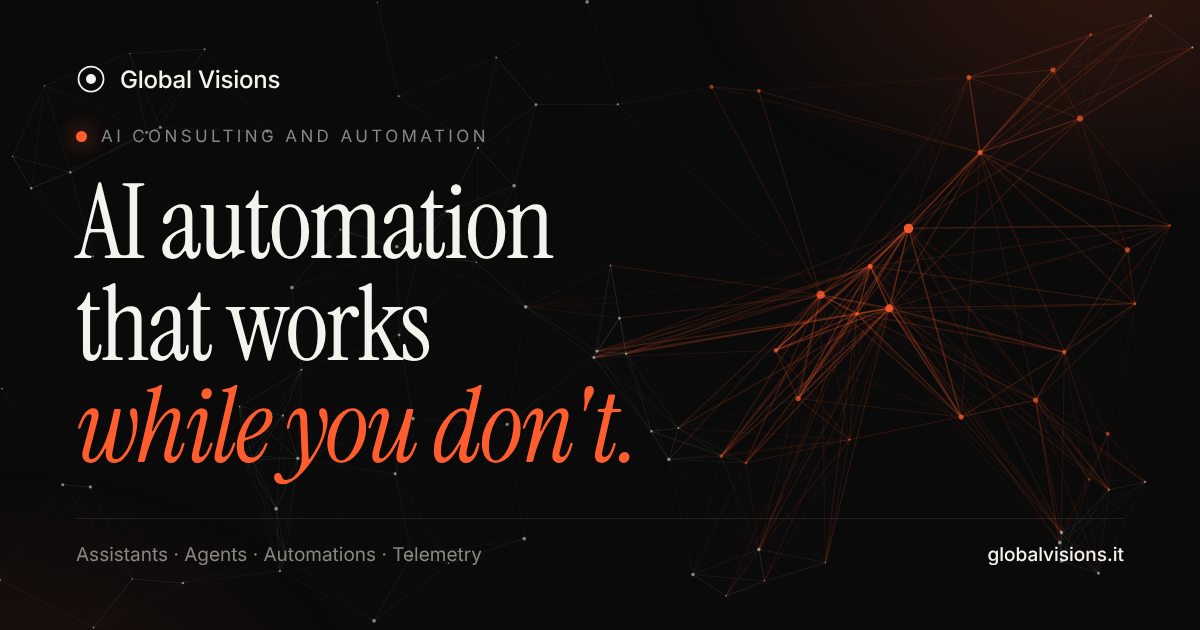 Global Visions
AI CONSULTING AND AUTOMATION
AI automation
that works
while you don't.
Assistants · Agents · Automations · Telemetry
globalvisions.it